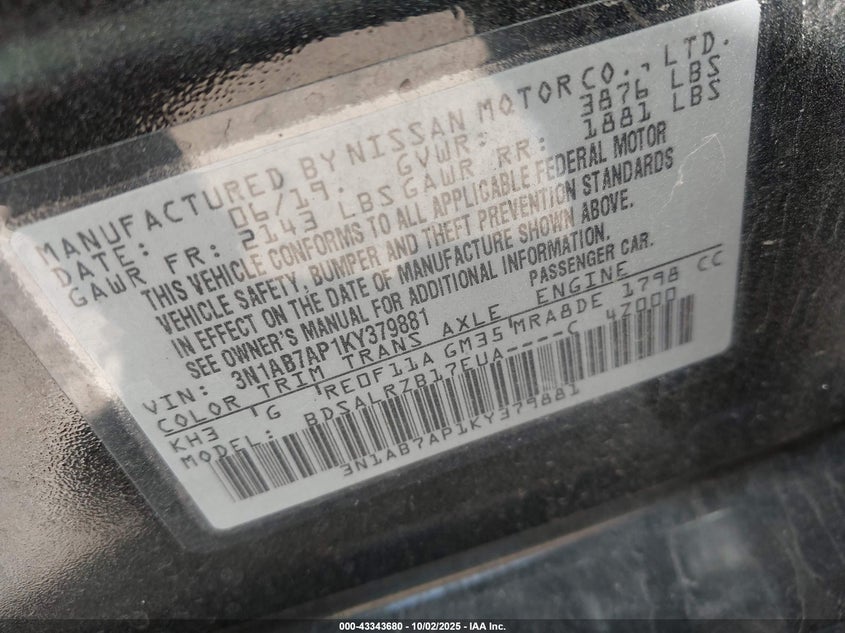 MANUFACTURED BY NISSAN MOTOR CO., LTD.
DATE: 06/19 GVWR: 3876 LBS
GAWR FR: 2143 LBS GAWR RR: 1881 LBS
THIS VEHICLE CONFORMS TO ALL APPLICABLE FEDERAL MOTOR
VEHICLE SAFETY, BUMPER AND THEFT PREVENTION STANDARDS
IN EFFECT ON THE DATE OF MANUFACTURE SHOWN ABOVE.
SEE OWNER'S MANUAL FOR ADDITIONAL INFORMATION.
VIN: 3N1AB7AP1KY379881 PASSENGER CAR.
COLOR TRIM TRANS AXLE ENGINE
KH3 G RE0F11A GM35 MRA8DE 1798 CC
MODEL: BDSALRZB17EUA----C 4Z000
3N1AB7AP1KY379881
000-43343680 - 10/02/2025 - IAA Inc.